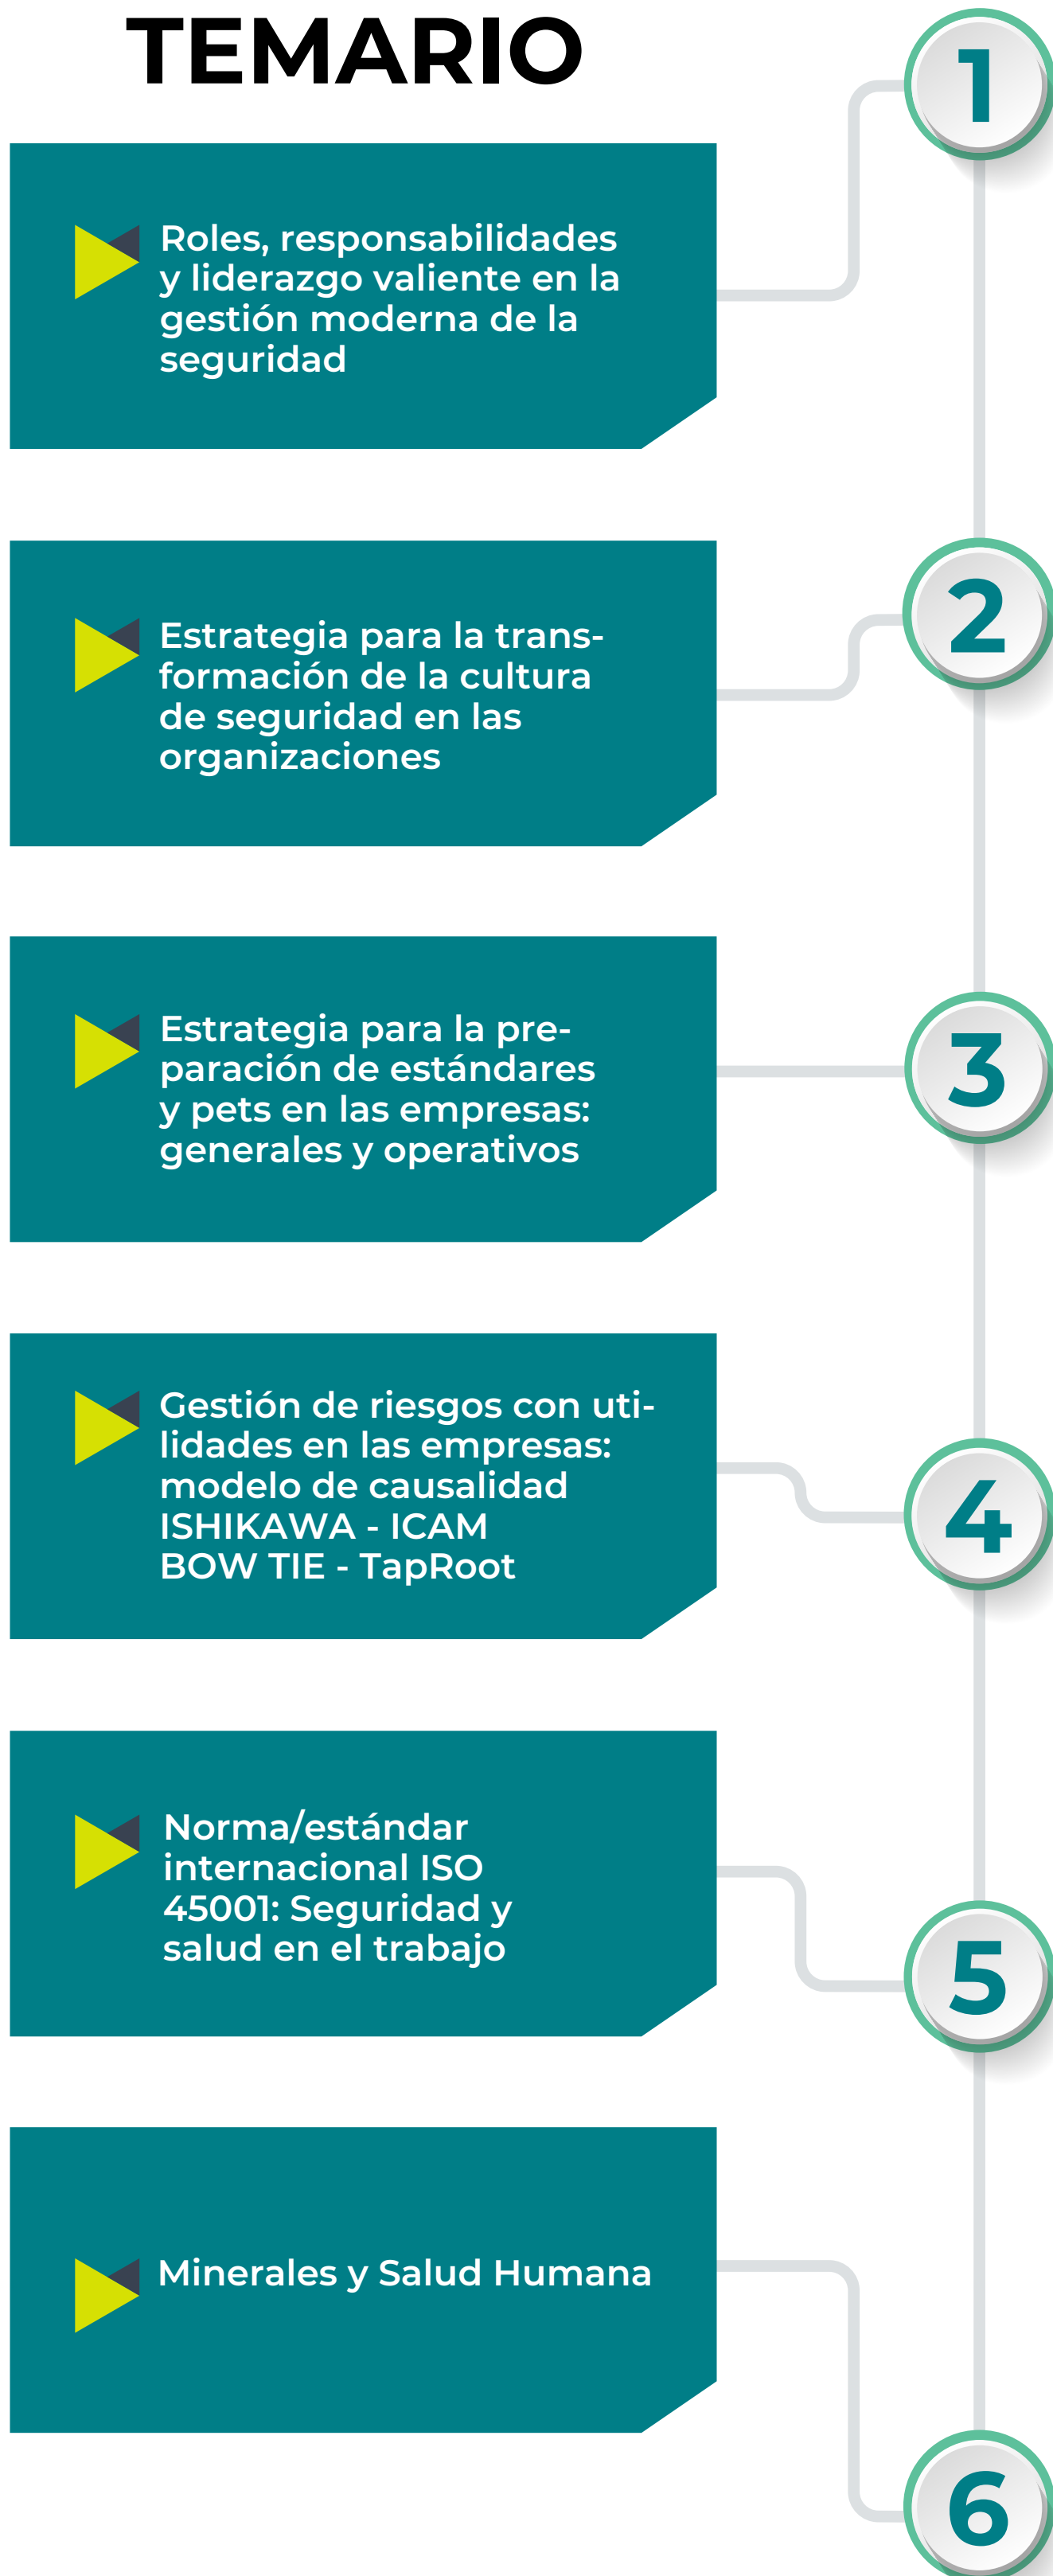 TEMARIO
1
Roles, responsabilidades
y liderazgo valiente en la
gestión moderna de la
seguridad
2
Estrategia para la trans-
formación de la cultura
de seguridad en las
organizaciones
3
Estrategia para la pre-
paración de estándares
y pets en las empresas:
generales y operativos
4
Gestión de riesgos con uti-
lidades en las empresas:
modelo de causalidad
ISHIKAWA - ICAM
BOW TIE - TapRoot
5
Norma/estándar
internacional ISO
45001: Seguridad y
salud en el trabajo
6
Minerales y Salud Humana